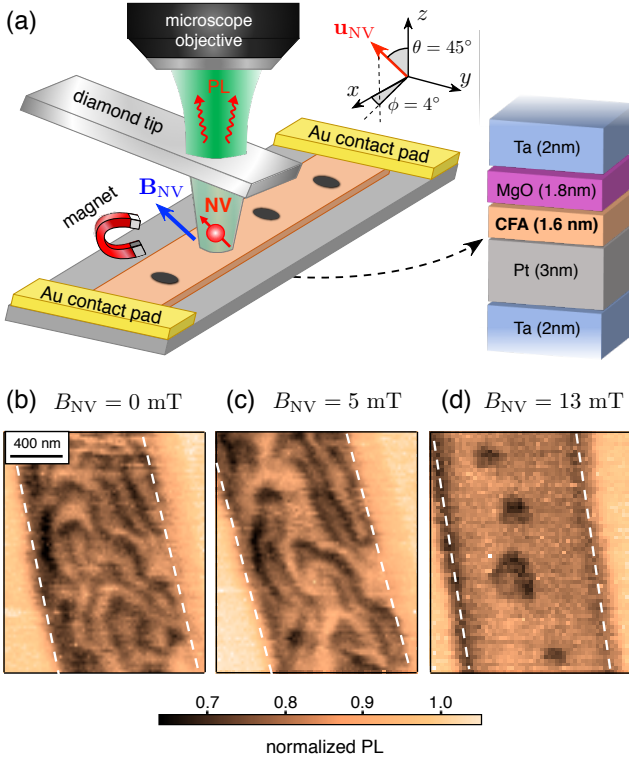 (a)
microscope
objective
PL
diamond tip
Au contact pad
B_NV
NV
magnet
Au contact pad
u_NV
z
θ = 45°
x
y
ϕ = 4°
Ta (2nm)
MgO (1.8nm)
CFA (1.6 nm)
Pt (3nm)
Ta (2nm)
(b) B_NV = 0 mT
(c) B_NV = 5 mT
(d) B_NV = 13 mT
400 nm
0.7 0.8 0.9 1.0
normalized PL